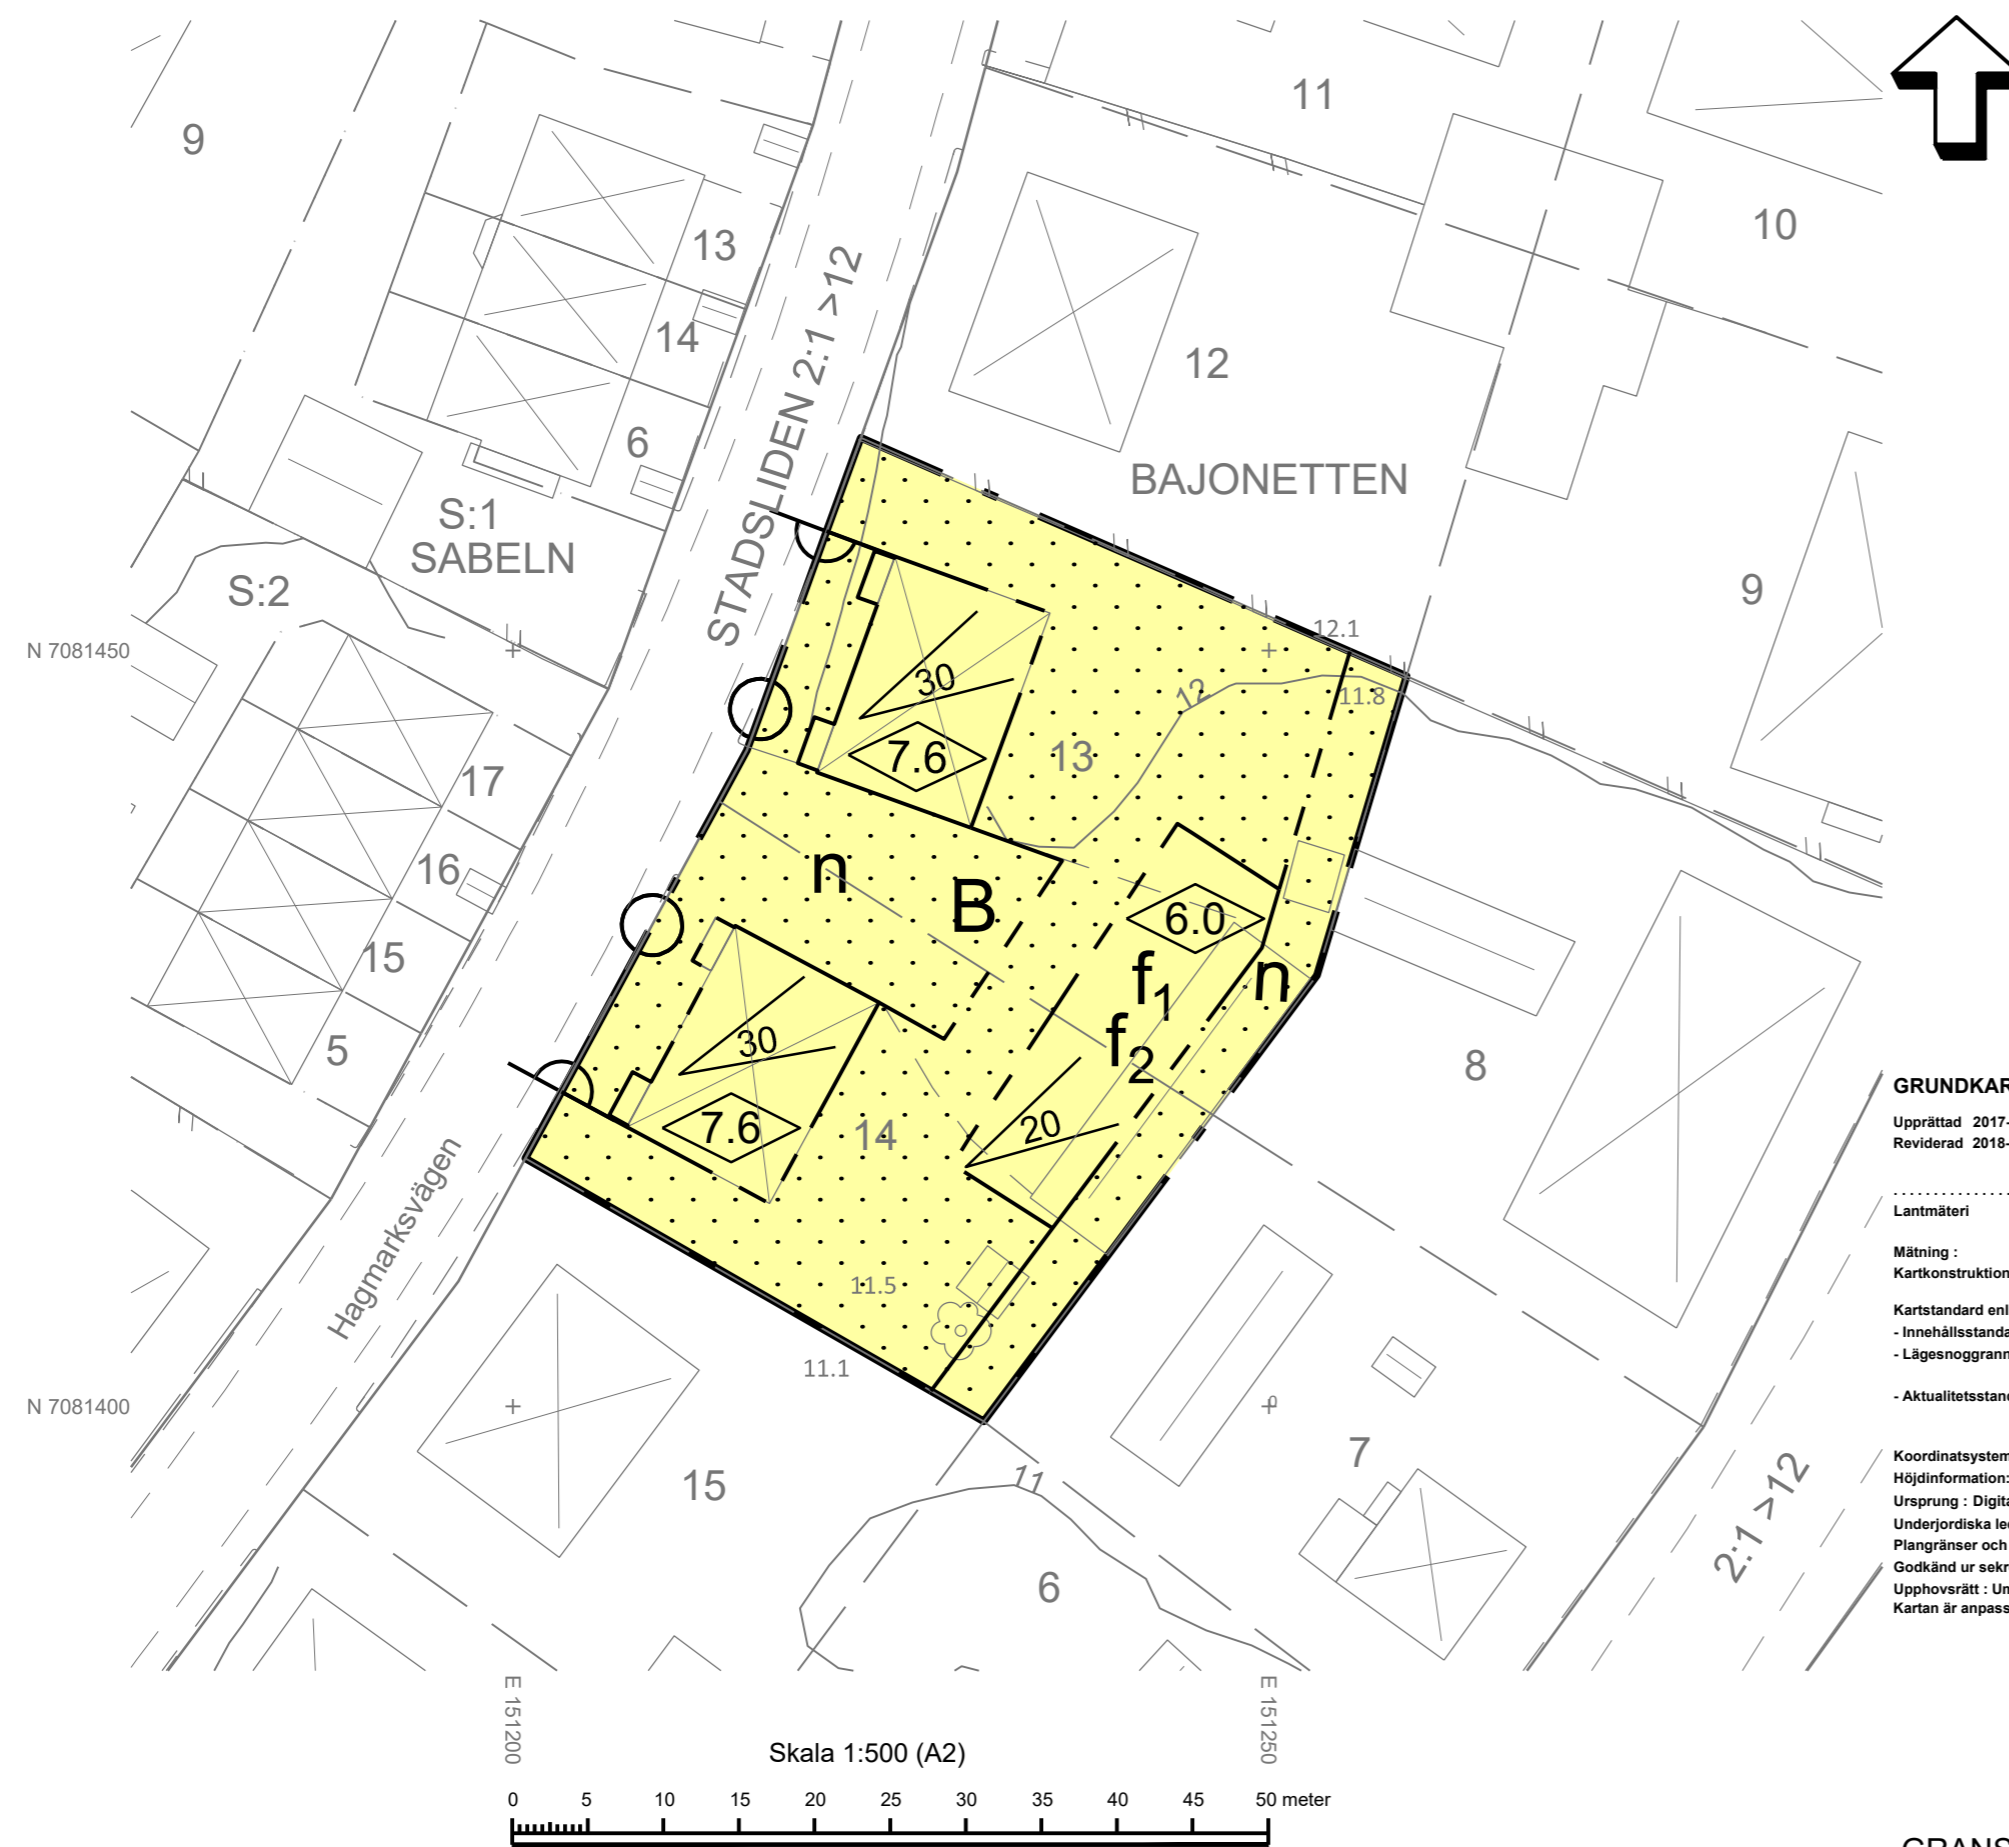 11
9
10
13
STADSLIDEN 2:1 >12
14
12
6
BAJONETTEN
S:1
SABELN
S:2
9
N 7081450
12.1
30
12
11.8
7.6
13
17
n
16
B
6.0
15
f1
n
30
f2
5
8
20
7.6
14
Hagmarksvägen
11.5
11.1
N 7081400
7
15
11
6
2:1 >12
GRUNDKAR
Upprättad 2017-
Reviderad 2018-
Lantmäteri
Mätning :
Kartkonstruktion
Kartstandard enl
- Innehållsstanda
- Lägesnoggrann
- Aktualitetsstand
Koordinatsystem
Höjdinformation:
Ursprung : Digita
Underjordiska led
Plangränser och
Godkänd ur sekr
Upphovsrätt : Um
Kartan är anpass
E 151200
E 151250
Skala 1:500 (A2)
0 5 10 15 20 25 30 35 40 45 50 meter